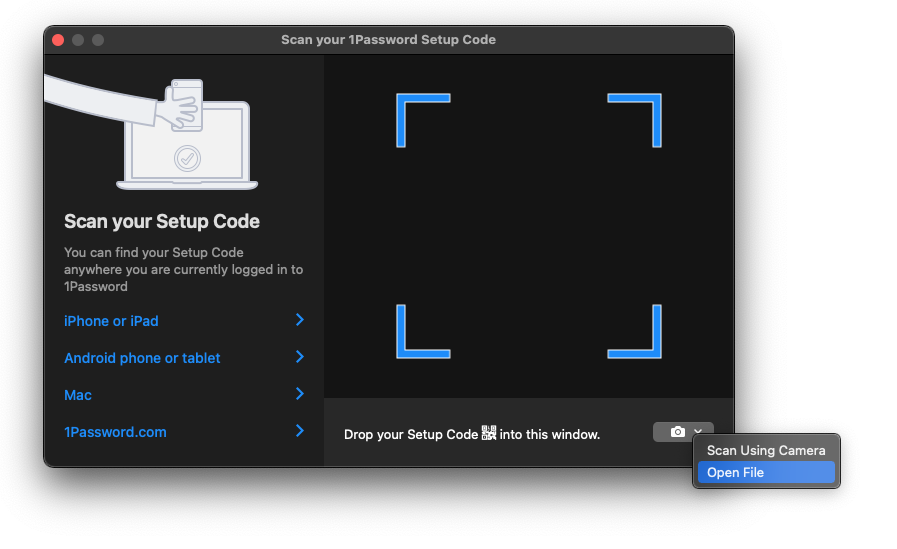 Scan your 1Password Setup Code
Scan your Setup Code
You can find your Setup Code
anywhere you are currently logged in to
1Password
iPhone or iPad
Android phone or tablet
Mac
1Password.com
Drop your Setup Code into this window.
Scan Using Camera
Open File